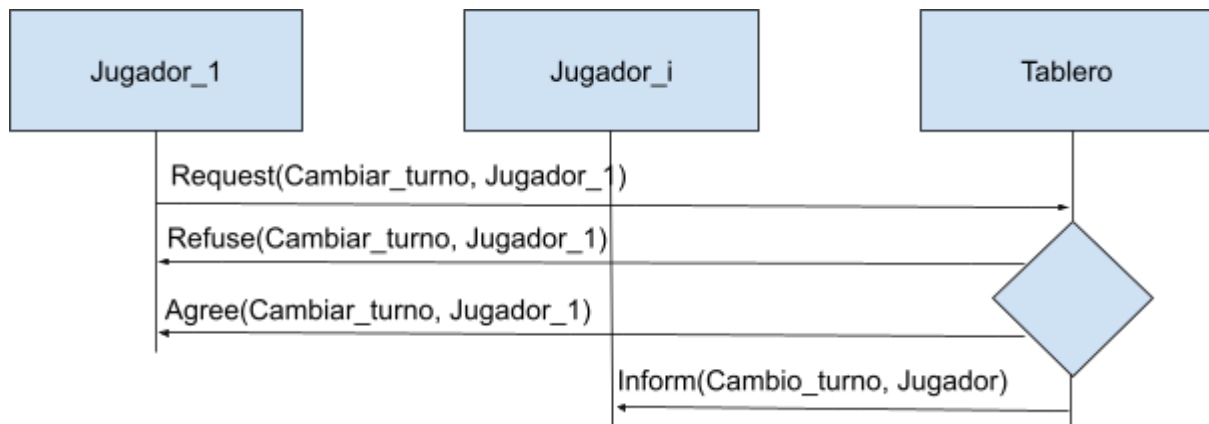 Jugador_1
Jugador_i
Tablero
Request(Cambiar_turno, Jugador_1)
Refuse(Cambiar_turno, Jugador_1)
Agree(Cambiar_turno, Jugador_1)
Inform(Cambio_turno, Jugador)